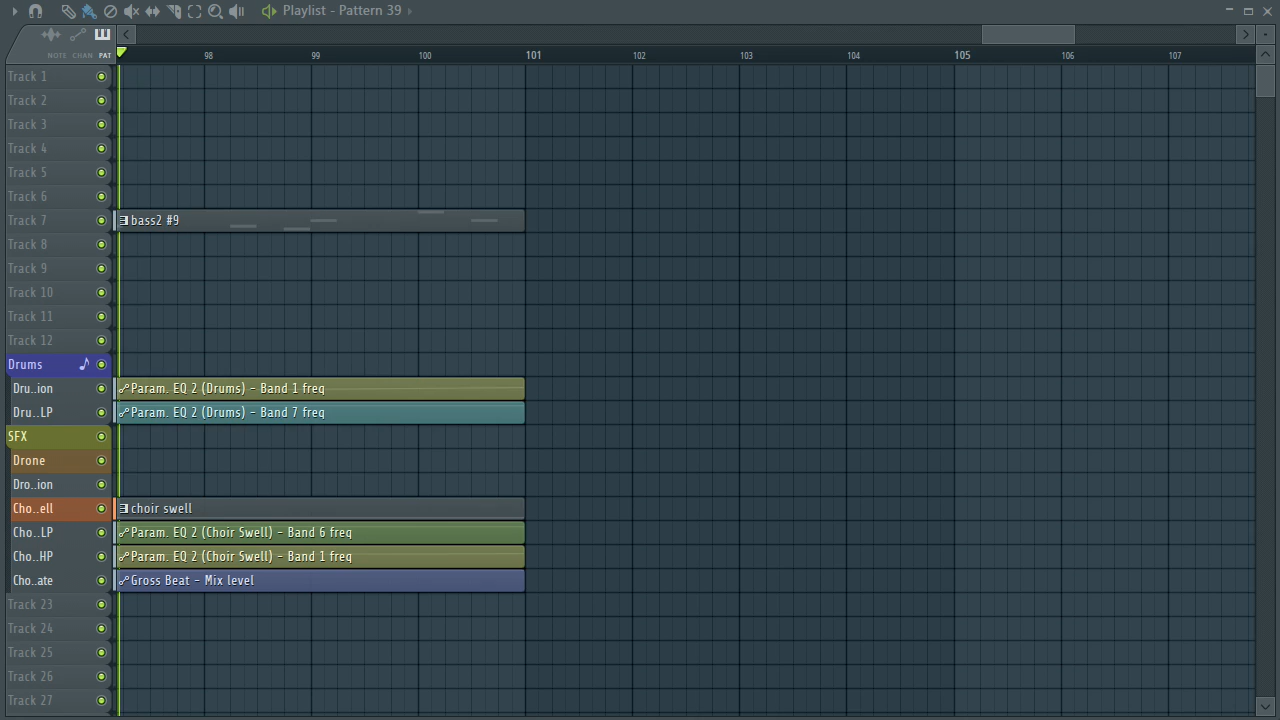 Playlist - Pattern 39
NOTE CHAN PAT
98 99 100 101 102 103 104 105 106 107
Track 1
Track 2
Track 3
Track 4
Track 5
Track 6
Track 7 bass2 #9
Track 8
Track 9
Track 10
Track 11
Track 12
Drums
Dru..ion Param. EQ 2 (Drums) - Band 1 freq
Dru..LP Param. EQ 2 (Drums) - Band 7 freq
SFX
Drone
Dro..ion
Cho..ell choir swell
Cho..LP Param. EQ 2 (Choir Swell) - Band 6 freq
Cho..HP Param. EQ 2 (Choir Swell) - Band 1 freq
Cho..ate Gross Beat - Mix level
Track 23
Track 24
Track 25
Track 26
Track 27